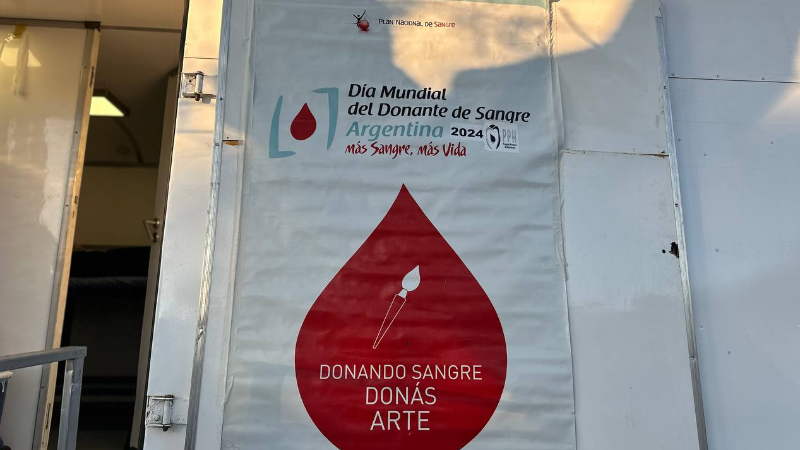 Plan Nacional de Sangre
Día Mundial
del Donante de Sangre
Argentina 2024 PPH
más Sangre, más Vida
DONANDO SANGRE
DONÁS
ARTE